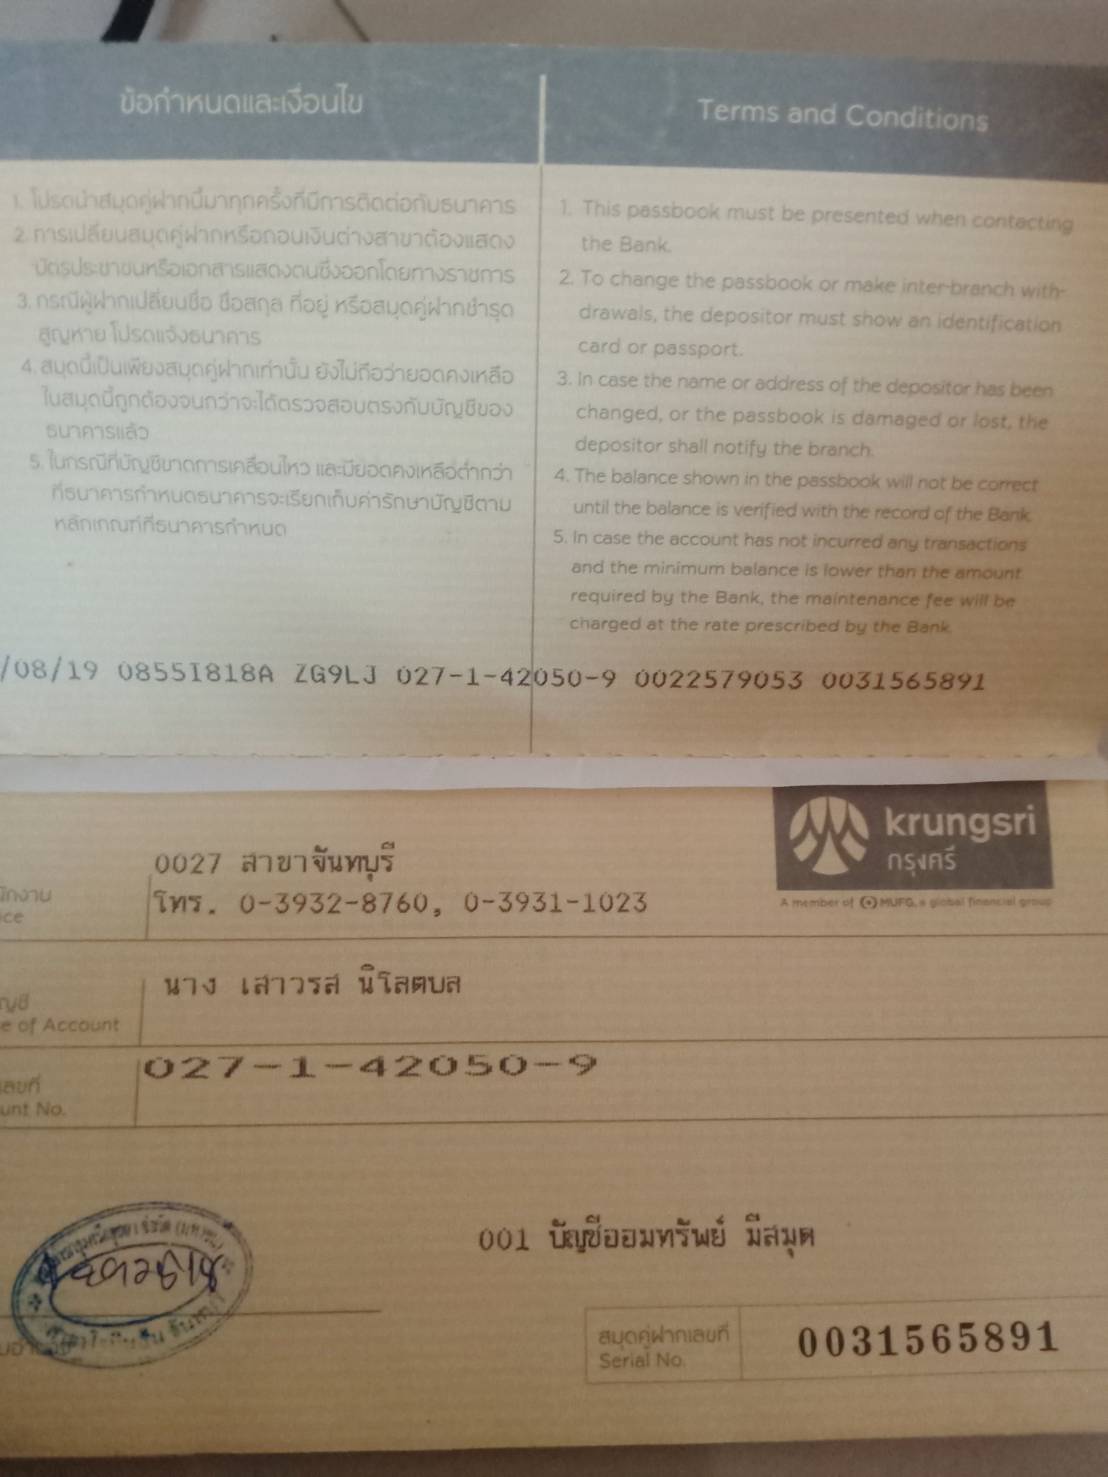 ข้อกำหนดและเงื่อนไข
1. โปรดนำสมุดคู่ฝากนี้มาทุกครั้งที่มีการติดต่อกับธนาคาร
2. การเปลี่ยนสมุดคู่ฝากหรือถอนเงินต่างสาขาต้องแสดง
บัตรประชาชนหรือเอกสารแสดงตนซึ่งออกโดยทางราชการ
3. กรณีผู้ฝากเปลี่ยนชื่อ ชื่อสกุล ที่อยู่ หรือสมุดคู่ฝากชำรุด
สูญหาย โปรดแจ้งธนาคาร
4. สมุดนี้เป็นเพียงสมุดคู่ฝากเท่านั้น ยังไม่ถือว่ายอดคงเหลือ
ในสมุดนี้ถูกต้องจนกว่าจะได้ตรวจสอบตรงกับบัญชีของ
ธนาคารแล้ว
5. ในกรณีที่บัญชีขาดการเคลื่อนไหว และมียอดคงเหลือต่ำกว่า
ที่ธนาคารกำหนดธนาคารจะเรียกเก็บค่ารักษาบัญชีตาม
หลักเกณฑ์ที่ธนาคารกำหนด
Terms and Conditions
1. This passbook must be presented when contacting
the Bank.
2. To change the passbook or make inter-branch with-
drawals, the depositor must show an identification
card or passport.
3. In case the name or address of the depositor has been
changed, or the passbook is damaged or lost, the
depositor shall notify the branch.
4. The balance shown in the passbook will not be correct
until the balance is verified with the record of the Bank.
5. In case the account has not incurred any transactions
and the minimum balance is lower than the amount
required by the Bank, the maintenance fee will be
charged at the rate prescribed by the Bank.
/08/19 0855I818A ZG9LJ 027-1-42050-9 0022579053 0031565891
krungsri
กรุงศรี
A member of MUFG, a global financial group
0027 สาขาจันทบุรี
โทร. 0-3932-8760, 0-3931-1023
นาง เสาวรส นิโลตบล
e of Account
027-1-42050-9
unt No.
001 บัญชีออมทรัพย์ มีสมุด
สมุดคู่ฝากเลขที่
Serial No.
0031565891